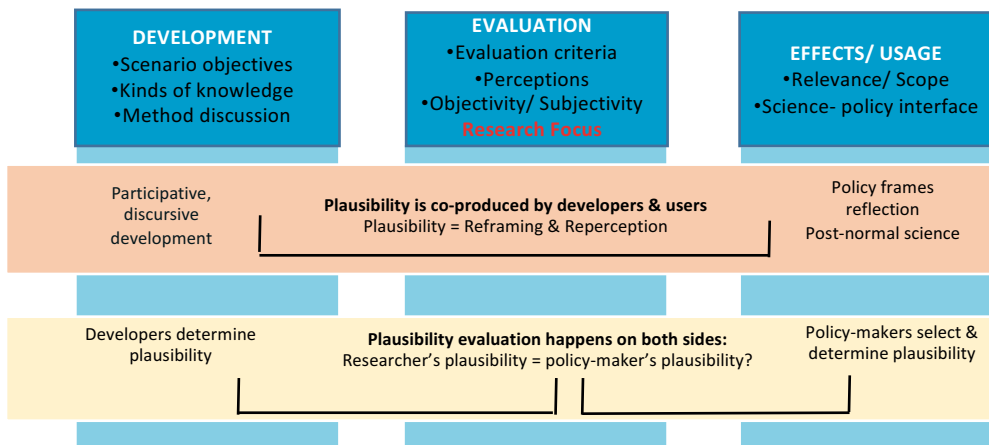 DEVELOPMENT
•Scenario objectives
•Kinds of knowledge
•Method discussion
EVALUATION
•Evaluation criteria
•Perceptions
•Objectivity/ Subjectivity
Research Focus
EFFECTS/ USAGE
•Relevance/ Scope
•Science- policy interface
Participative,
discursive
development
Plausibility is co-produced by developers & users
Plausibility = Reframing & Reperception
Policy frames
reflection
Post-normal science
Developers determine
plausibility
Plausibility evaluation happens on both sides:
Researcher's plausibility = policy-maker's plausibility?
Policy-makers select &
determine plausibility